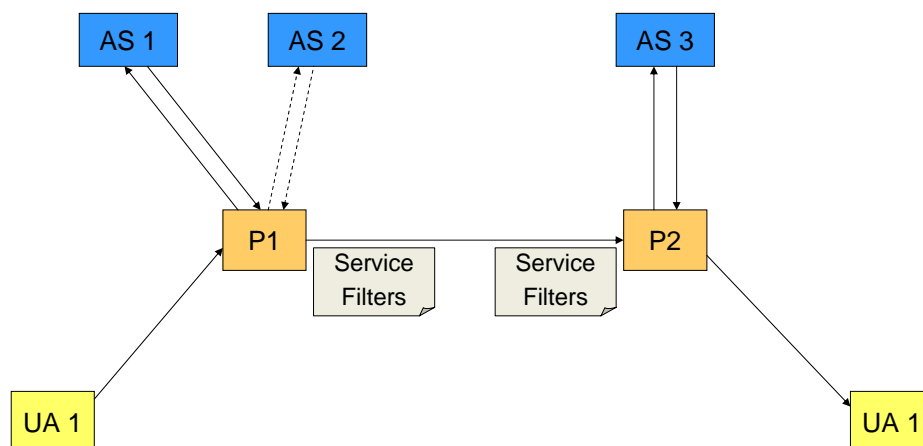 AS 1
AS 2
AS 3
P1
P2
Service
Filters
Service
Filters
UA 1
UA 1